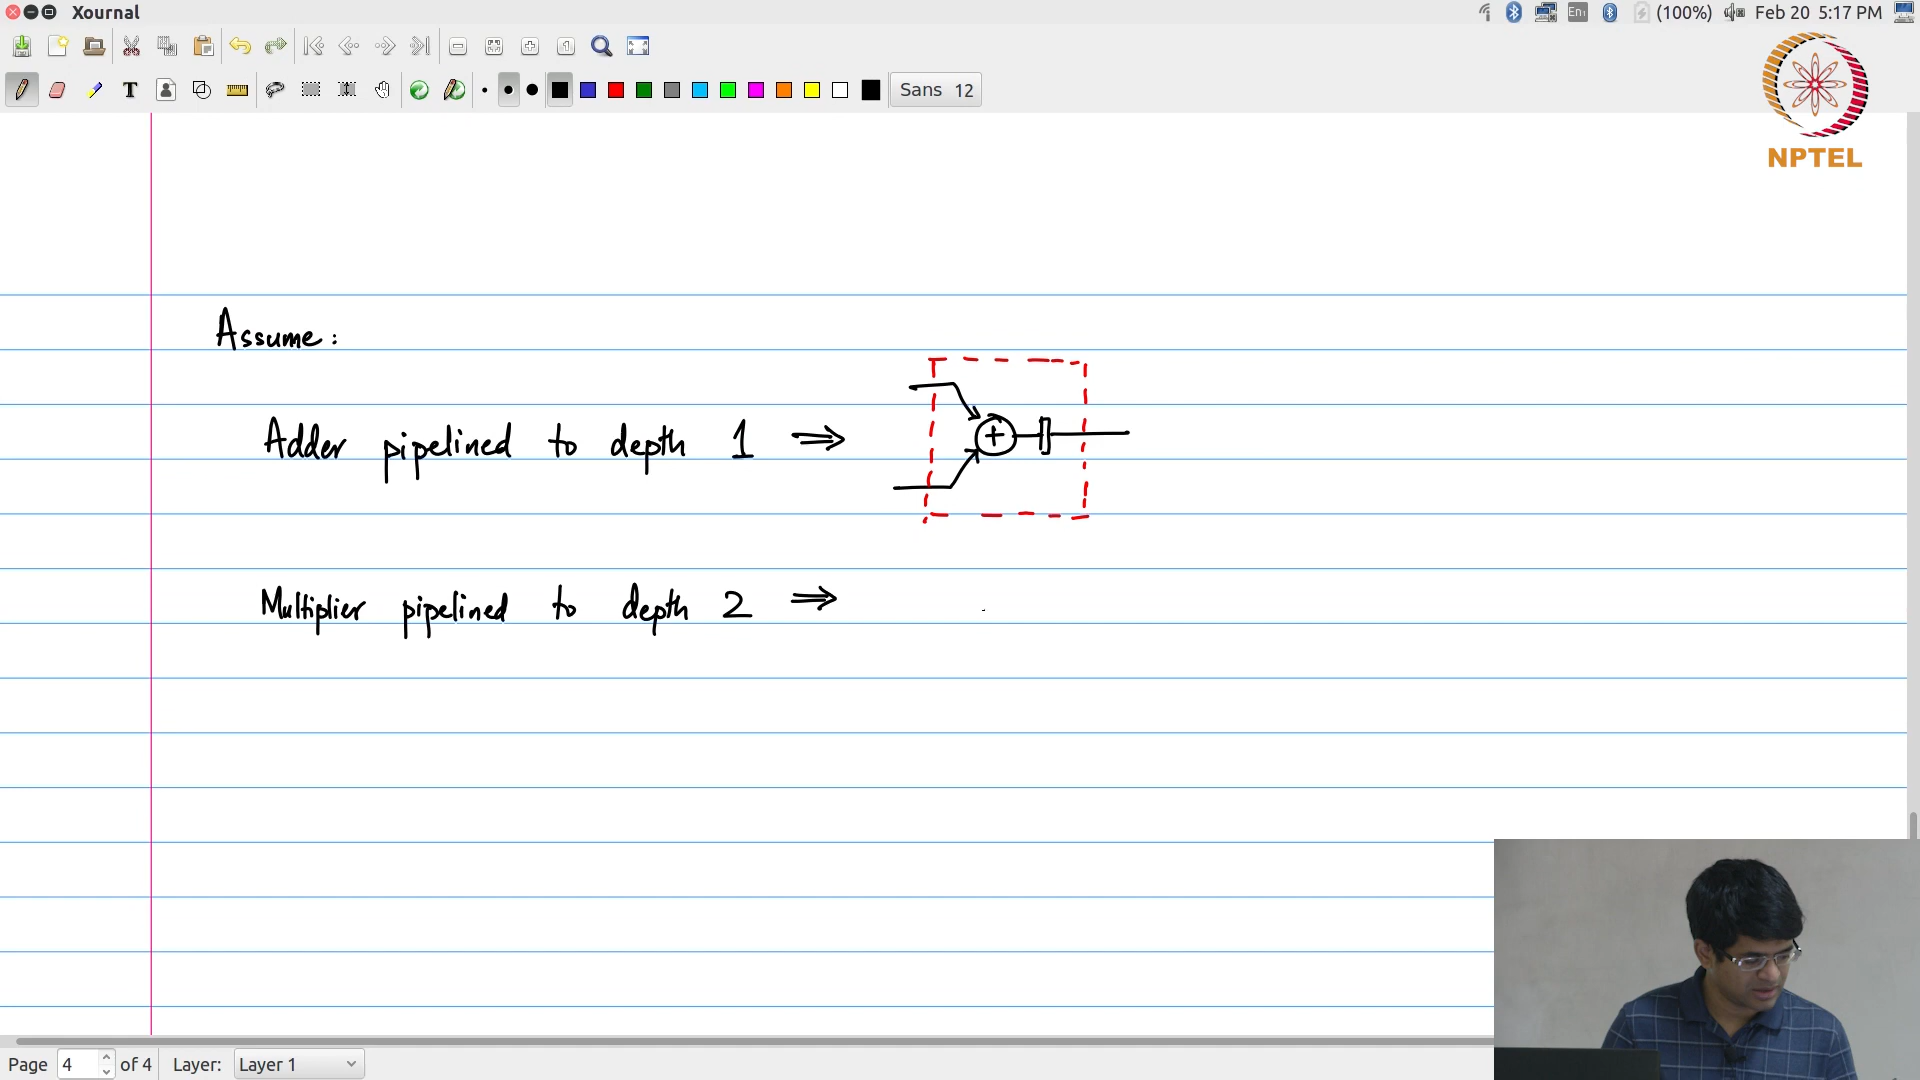 Xournal
En₁ (100%) Feb 20 5:17 PM
T Sans 12
NPTEL
Assume:
Adder pipelined to depth 1 ⇒
+
Multiplier pipelined to depth 2 ⇒
Page 4 of 4 Layer: Layer 1